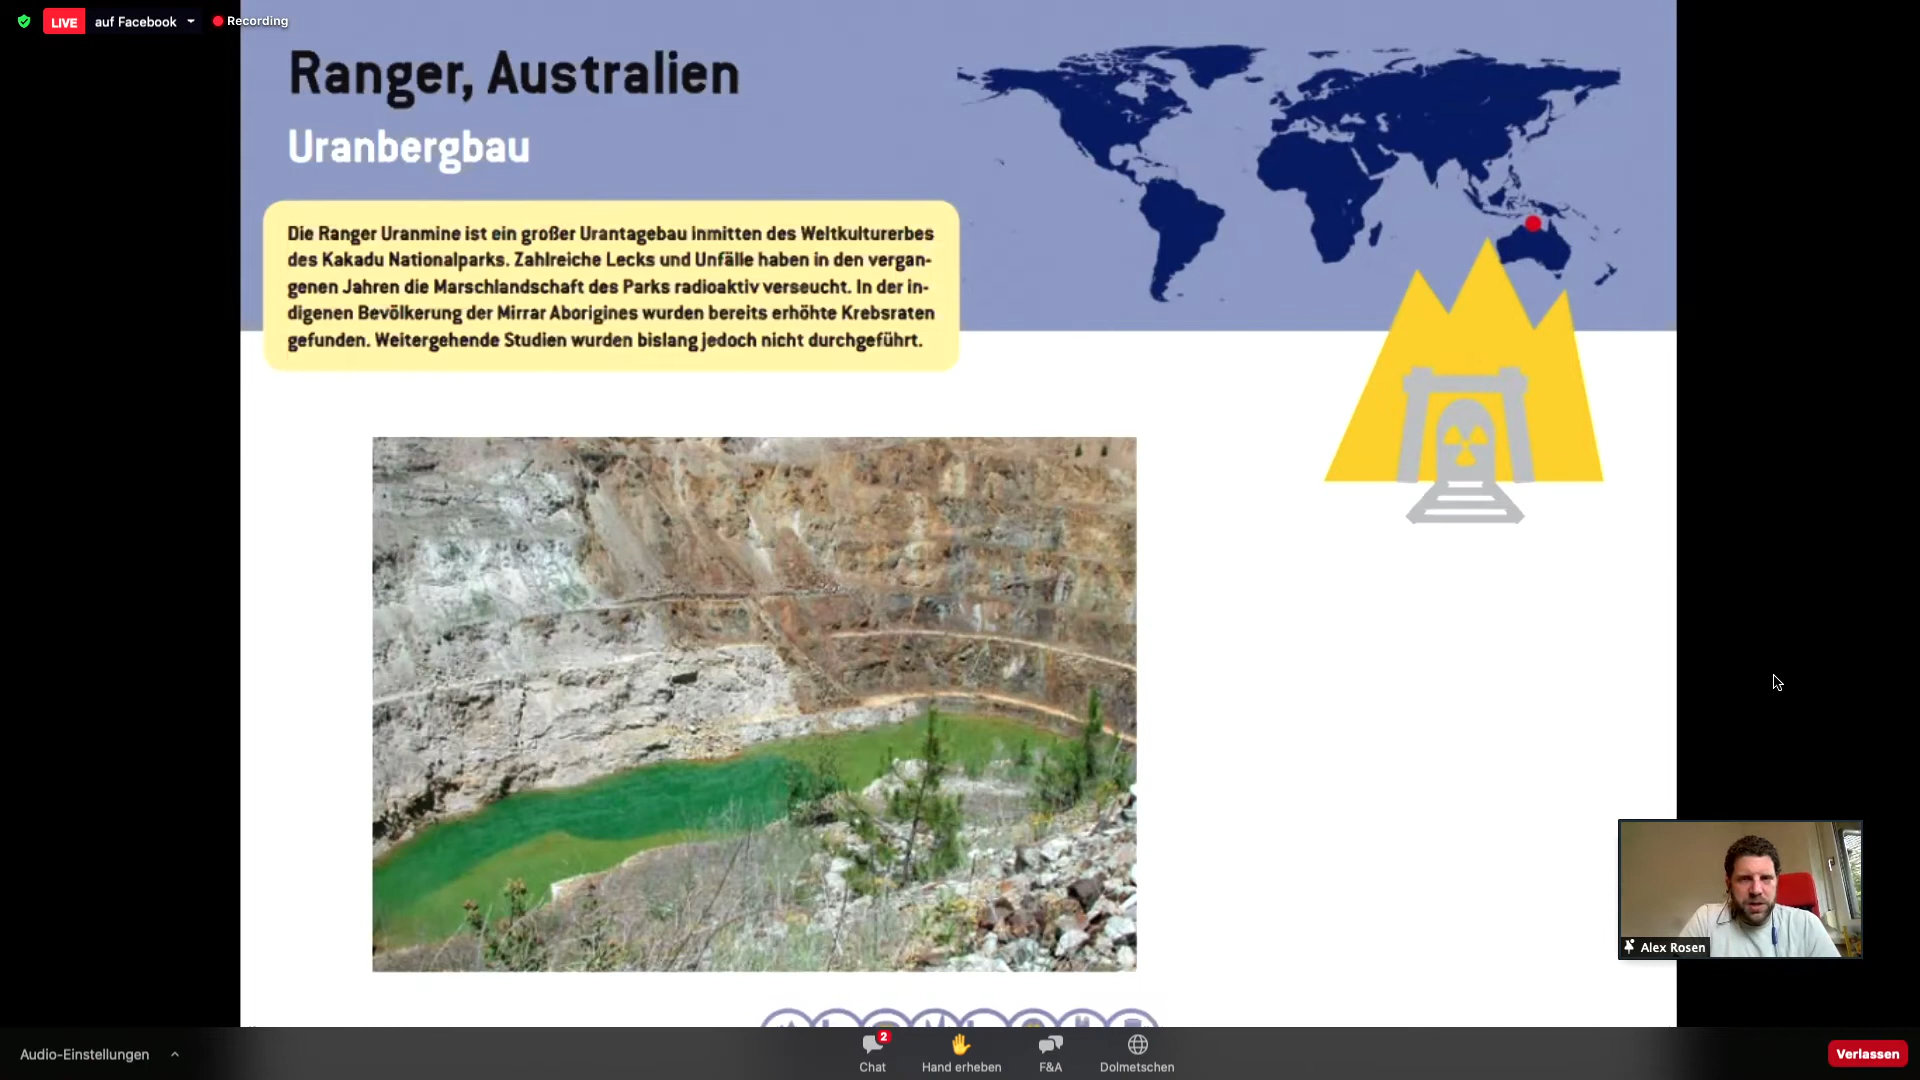 LIVE auf Facebook Recording
Ranger, Australien
Uranbergbau
Die Ranger Uranmine ist ein großer Urantagebau inmitten des Weltkulturerbes
des Kakadu Nationalparks. Zahlreiche Lecks und Unfälle haben in den vergan-
genen Jahren die Marschlandschaft des Parks radioaktiv verseucht. In der in-
digenen Bevölkerung der Mirrar Aborigines wurden bereits erhöhte Krebsraten
gefunden. Weitergehende Studien wurden bislang jedoch nicht durchgeführt.
Alex Rosen
Audio-Einstellungen
2
Chat
Hand erheben
F&A
Dolmetschen
Verlassen